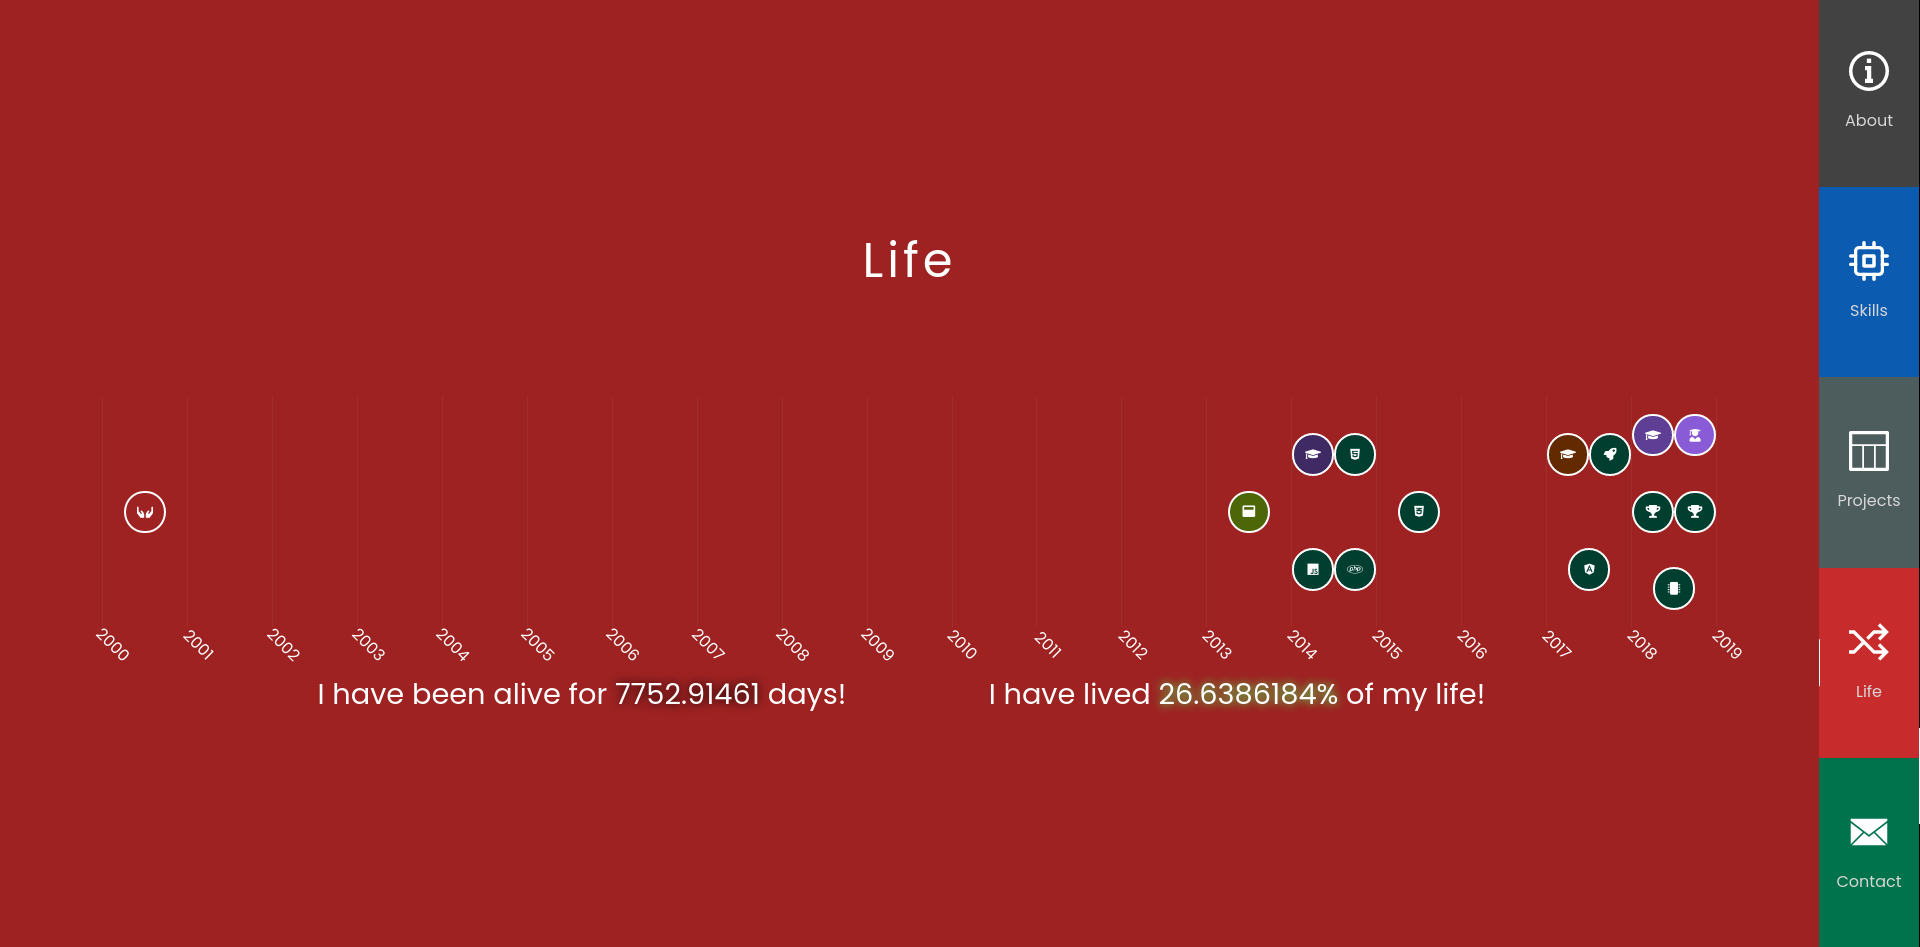 Life
2000 2001 2002 2003 2004 2005 2006 2007 2008 2009 2010 2011 2012 2013 2014 2015 2016 2017 2018 2019
I have been alive for 7752.91461 days!
I have lived 26.6386184% of my life!
About
Skills
Projects
Life
Contact
JS
php